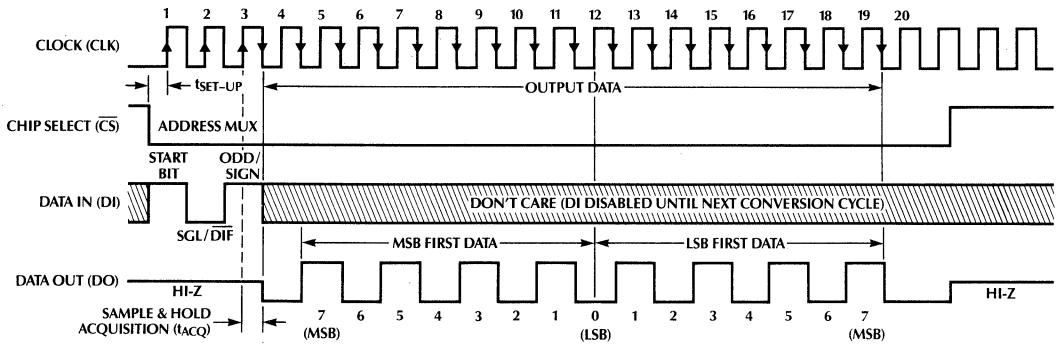 1 2 3 4 5 6 7 8 9 10 11 12 13 14 15 16 17 18 19 20
CLOCK (CLK)
tSET-UP
OUTPUT DATA
CHIP SELECT (CS)
ADDRESS MUX
START
BIT
ODD/
SIGN
DATA IN (DI)
DON'T CARE (DI DISABLED UNTIL NEXT CONVERSION CYCLE)
SGL/DIF
MSB FIRST DATA
LSB FIRST DATA
DATA OUT (DO)
HI-Z
HI-Z
SAMPLE & HOLD
ACQUISITION (tACQ)
7 6 5 4 3 2 1 0 1 2 3 4 5 6 7
(MSB) (LSB) (MSB)